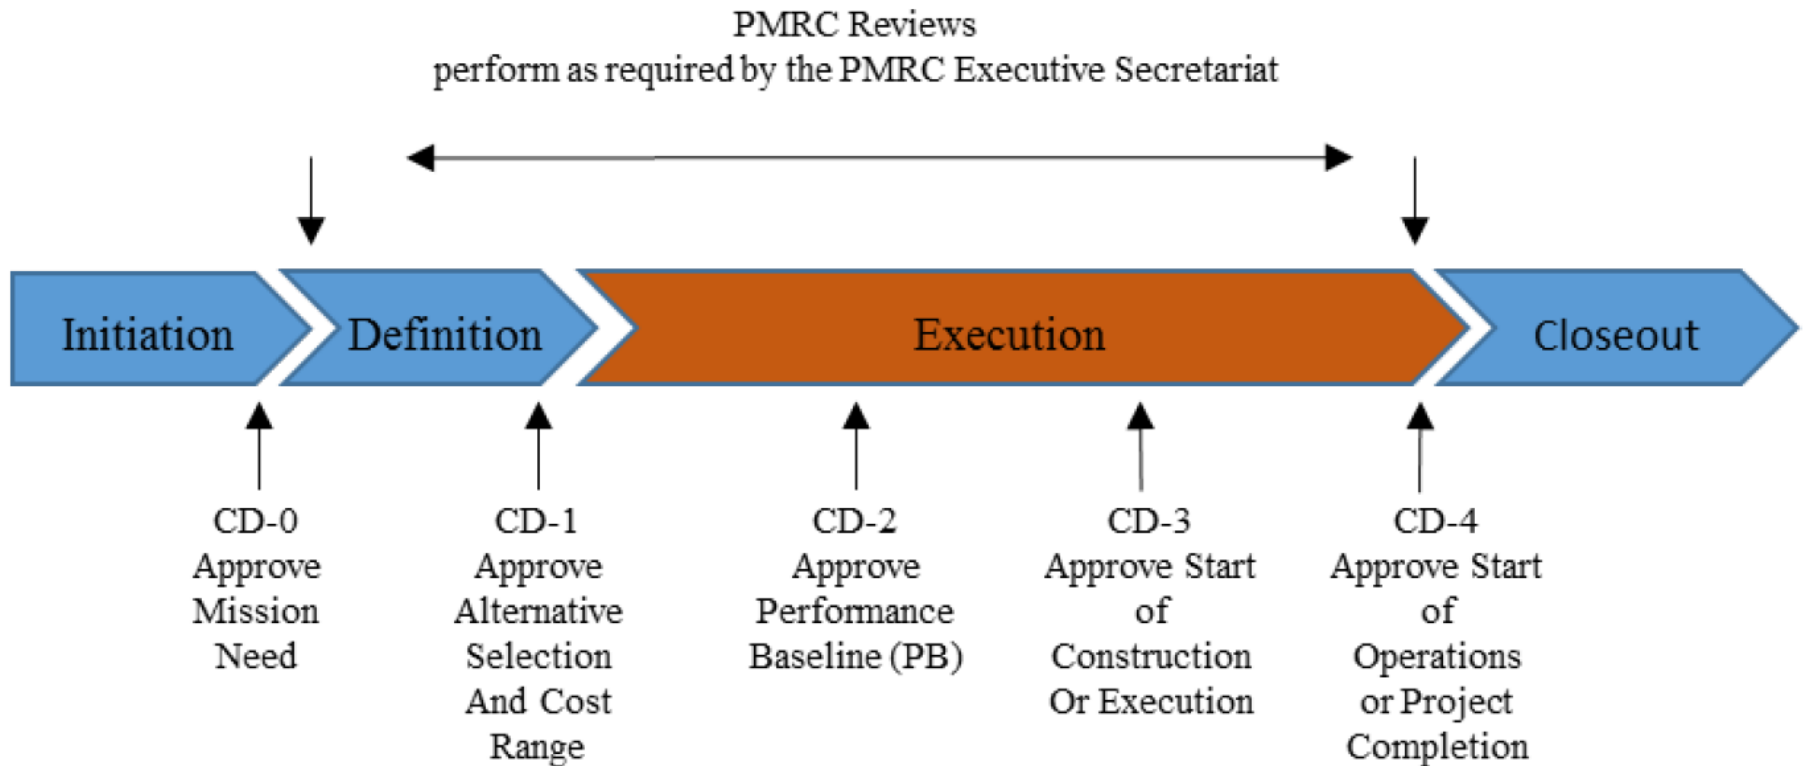 PMRC Reviews
perform as required by the PMRC Executive Secretariat
Initiation
Definition
Execution
Closeout
CD-0
Approve
Mission
Need
CD-1
Approve
Alternative
Selection
And Cost
Range
CD-2
Approve
Performance
Baseline (PB)
CD-3
Approve Start
of
Construction
Or Execution
CD-4
Approve Start
of
Operations
or Project
Completion